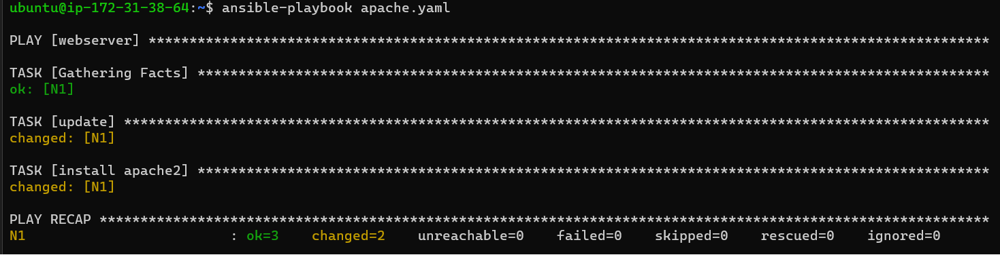 ubuntu@ip-172-31-38-64:~$ ansible-playbook apache.yaml
PLAY [webserver] *******************************************************************************************************
TASK [Gathering Facts] *************************************************************************************************
ok: [N1]
TASK [update] **********************************************************************************************************
changed: [N1]
TASK [install apache2] *************************************************************************************************
changed: [N1]
PLAY RECAP *************************************************************************************************************
N1                         : ok=3    changed=2    unreachable=0    failed=0    skipped=0    rescued=0    ignored=0